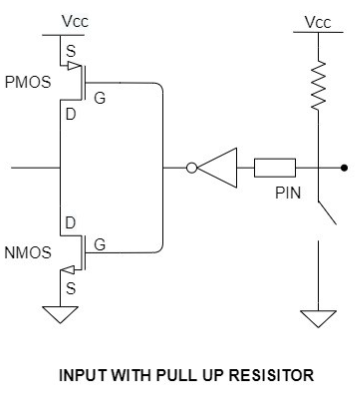 Vcc
Vcc
S
PMOS
G
D
PIN
D
G
NMOS
S
INPUT WITH PULL UP RESISITOR